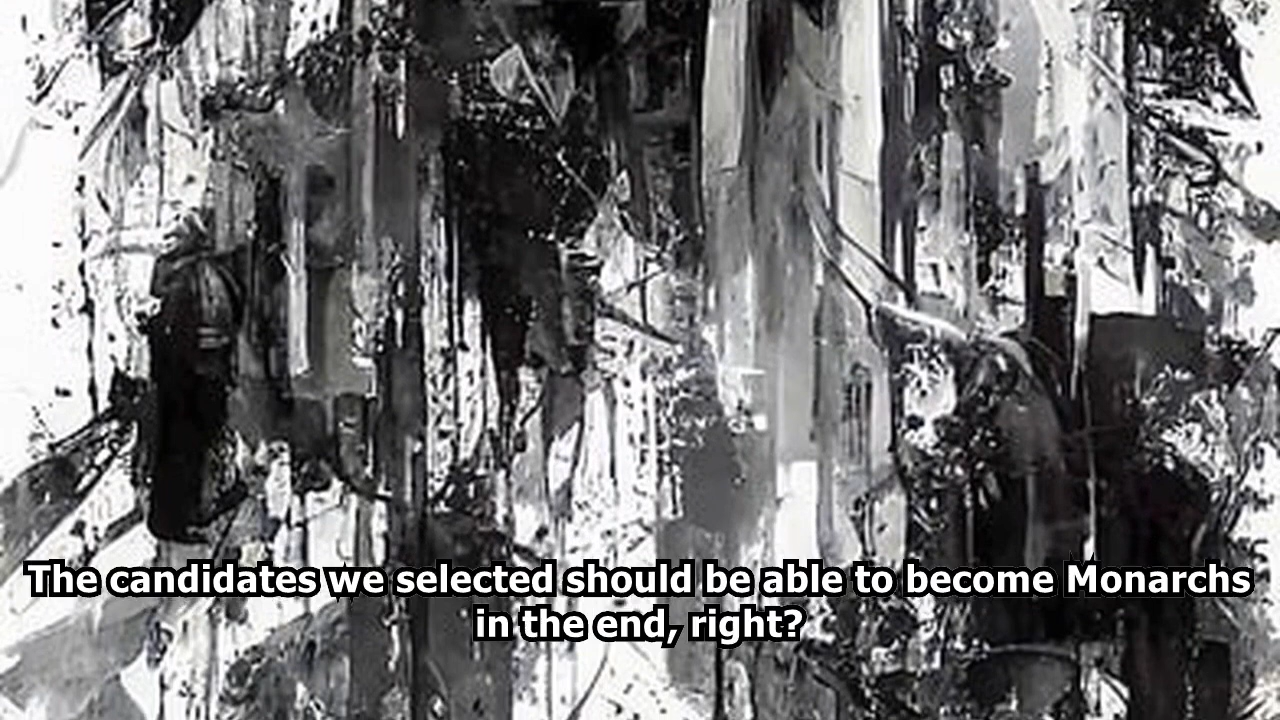 The candidates we selected should be able to become Monarchs
in the end, right?